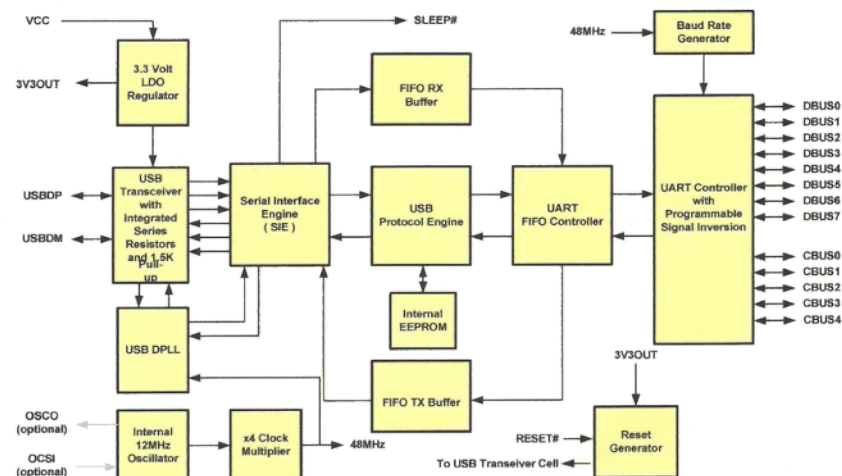 VCC
SLEEP#
3V3OUT
3.3 Volt
LDO
Regulator
48MHz
Baud Rate
Generator
FIFO RX
Buffer
USBDP
USBDM
USB
Transceiver
with
Integrated
Series
Resistors
and 1.5K
Pull-
up
Serial Interface
Engine
( SIE )
USB
Protocol Engine
UART
FIFO Controller
UART Controller
with
Programmable
Signal Inversion
DBUS0
DBUS1
DBUS2
DBUS3
DBUS4
DBUS5
DBUS6
DBUS7
CBUS0
CBUS1
CBUS2
CBUS3
CBUS4
Internal
EEPROM
USB DPLL
FIFO TX Buffer
3V3OUT
OSCO
(optional)
OCSI
(optional)
Internal
12MHz
Oscillator
x4 Clock
Multiplier
48MHz
RESET#
To USB Transeiver Cell
Reset
Generator